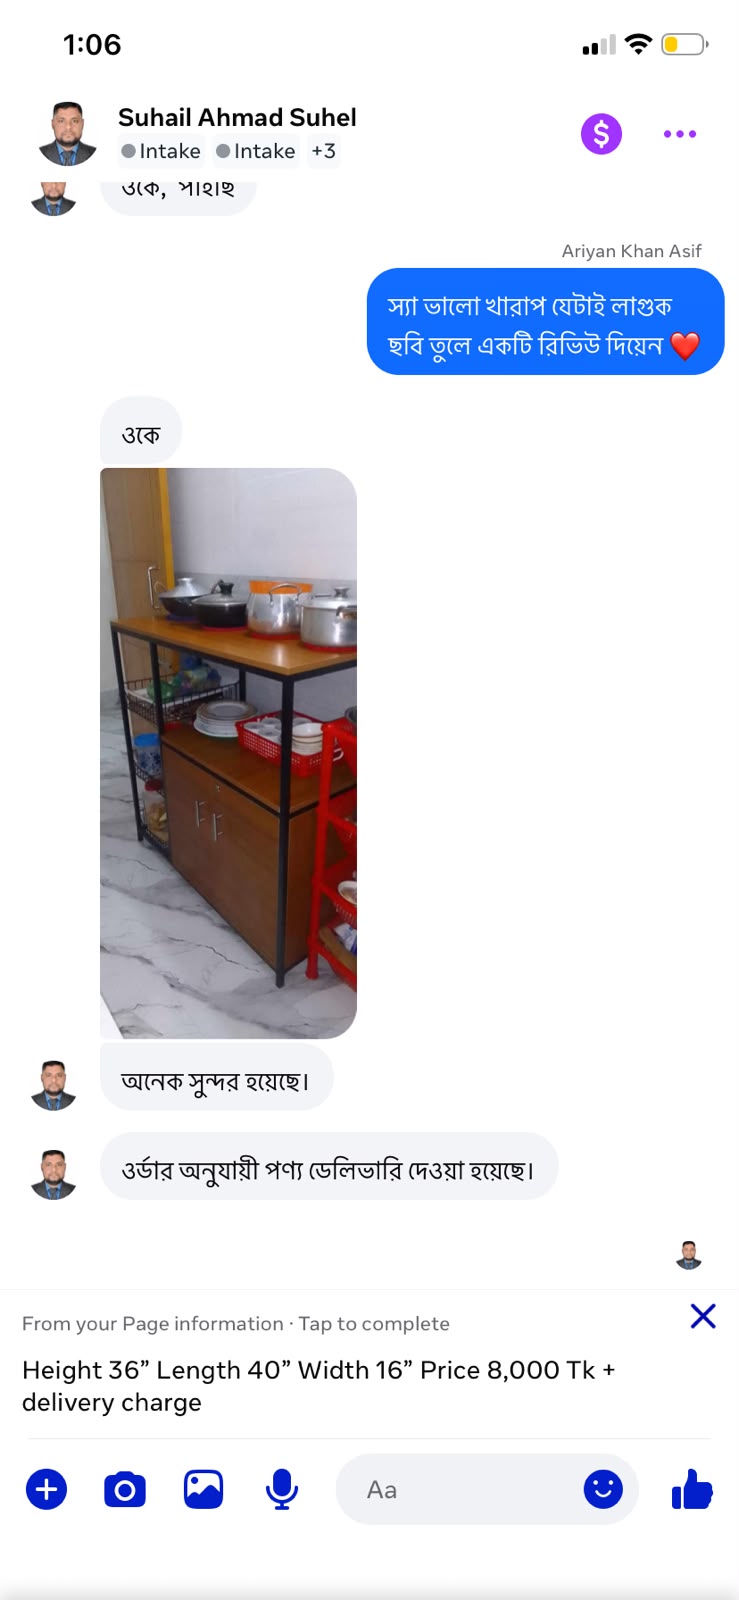 1:06
Suhail Ahmad Suhel
Intake Intake +3
ওকে, পাইছি
Ariyan Khan Asif
স্যা ভালো খারাপ যেটাই লাগুক
ছবি তুলে একটি রিভিউ দিয়েন ❤️
ওকে
অনেক সুন্দর হয়েছে।
ওর্ডার অনুযায়ী পণ্য ডেলিভারি দেওয়া হয়েছে।
From your Page information · Tap to complete
Height 36” Length 40” Width 16” Price 8,000 Tk +
delivery charge
Aa